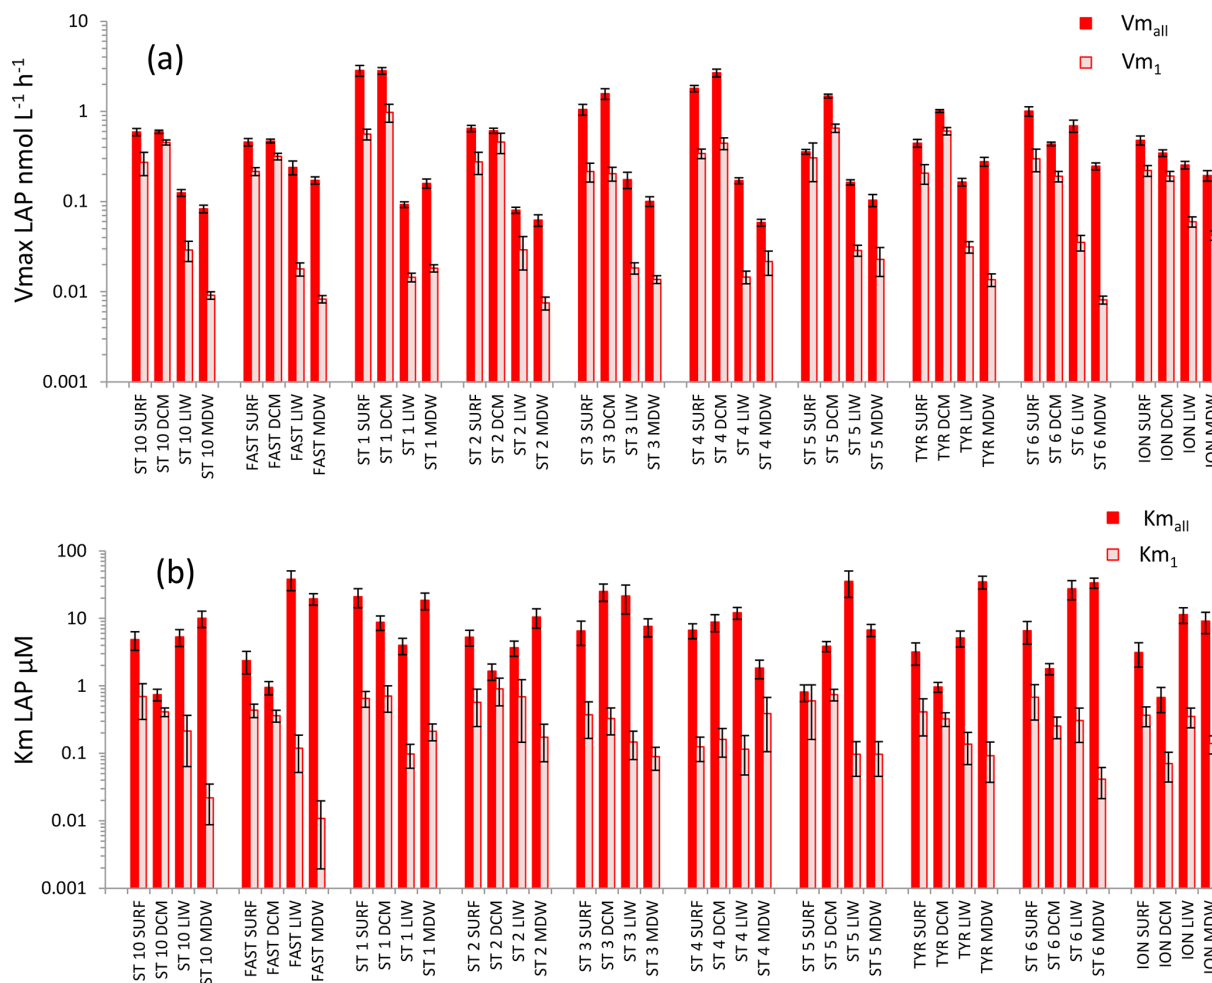 10
1
0.1
0.01
0.001
Vmax LAP nmol L⁻¹ h⁻¹
(a)
Vm_all
Vm₁
ST 10 SURF
ST 10 DCM
ST 10 LIW
ST 10 MDW
FAST SURF
FAST DCM
FAST LIW
FAST MDW
ST 1 SURF
ST 1 DCM
ST 1 LIW
ST 1 MDW
ST 2 SURF
ST 2 DCM
ST 2 LIW
ST 2 MDW
ST 3 SURF
ST 3 DCM
ST 3 LIW
ST 3 MDW
ST 4 SURF
ST 4 DCM
ST 4 LIW
ST 4 MDW
ST 5 SURF
ST 5 DCM
ST 5 LIW
ST 5 MDW
TYR SURF
TYR DCM
TYR LIW
TYR MDW
ST 6 SURF
ST 6 DCM
ST 6 LIW
ST 6 MDW
ION SURF
ION DCM
ION LIW
ION MDW
100
10
1
0.1
0.01
0.001
Km LAP µM
(b)
Km_all
Km₁
ST 10 SURF
ST 10 DCM
ST 10 LIW
ST 10 MDW
FAST SURF
FAST DCM
FAST LIW
FAST MDW
ST 1 SURF
ST 1 DCM
ST 1 LIW
ST 1 MDW
ST 2 SURF
ST 2 DCM
ST 2 LIW
ST 2 MDW
ST 3 SURF
ST 3 DCM
ST 3 LIW
ST 3 MDW
ST 4 SURF
ST 4 DCM
ST 4 LIW
ST 4 MDW
ST 5 SURF
ST 5 DCM
ST 5 LIW
ST 5 MDW
TYR SURF
TYR DCM
TYR LIW
TYR MDW
ST 6 SURF
ST 6 DCM
ST 6 LIW
ST 6 MDW
ION SURF
ION DCM
ION LIW
ION MDW